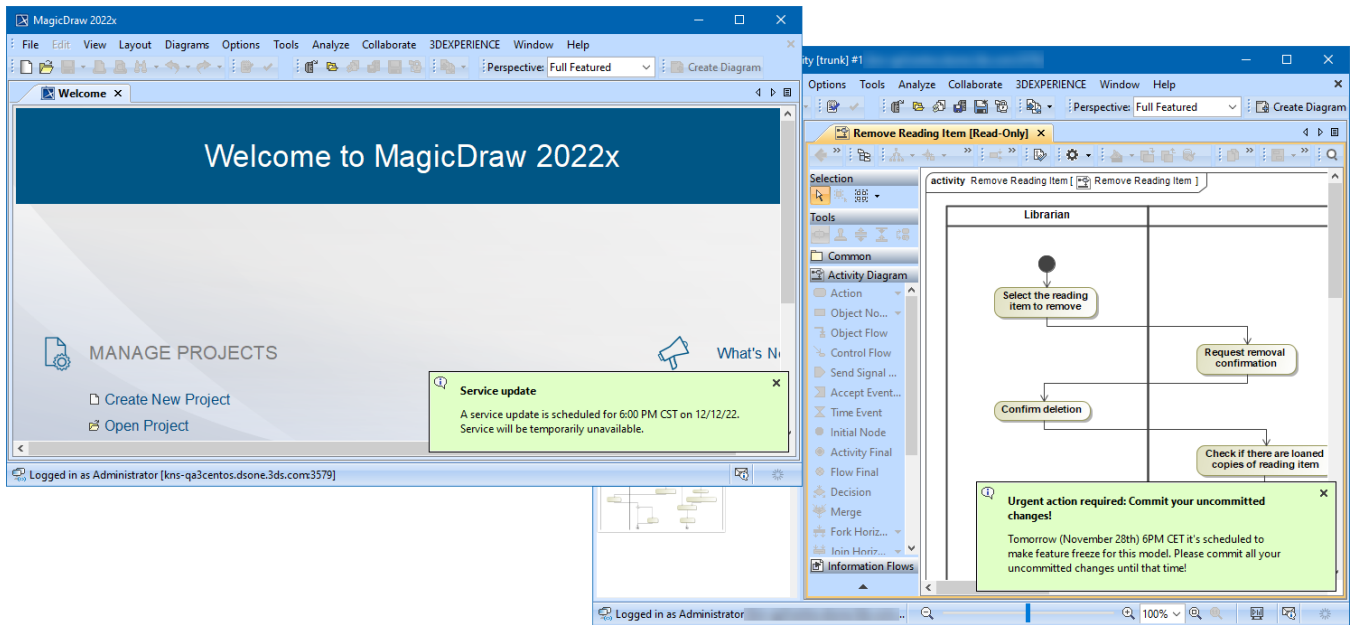 MagicDraw 2022x
File Edit View Layout Diagrams Options Tools Analyze Collaborate 3DEXPERIENCE Window Help
Perspective: Full Featured Create Diagram
Welcome
Welcome to MagicDraw 2022x
MANAGE PROJECTS
What's N
Create New Project
Open Project
Service update
A service update is scheduled for 6:00 PM CST on 12/12/22.
Service will be temporarily unavailable.
Logged in as Administrator [kns-qa3centos.dsone.3ds.com:3579]
ity [trunk] #1
Options Tools Analyze Collaborate 3DEXPERIENCE Window Help
Perspective: Full Featured Create Diagram
Remove Reading Item [Read-Only]
Selection
Tools
Common
Activity Diagram
Action
Object No...
Object Flow
Control Flow
Send Signal ...
Accept Event...
Time Event
Initial Node
Activity Final
Flow Final
Decision
Merge
Fork Horiz...
Join Horiz...
Information Flows
activity Remove Reading Item [ Remove Reading Item ]
Librarian
Select the reading
item to remove
Request removal
confirmation
Confirm deletion
Check if there are loaned
copies of reading item
Urgent action required: Commit your uncommitted
changes!
Tomorrow (November 28th) 6PM CET it's scheduled to
make feature freeze for this model. Please commit all your
uncommitted changes until that time!
Logged in as Administrator
..
100%